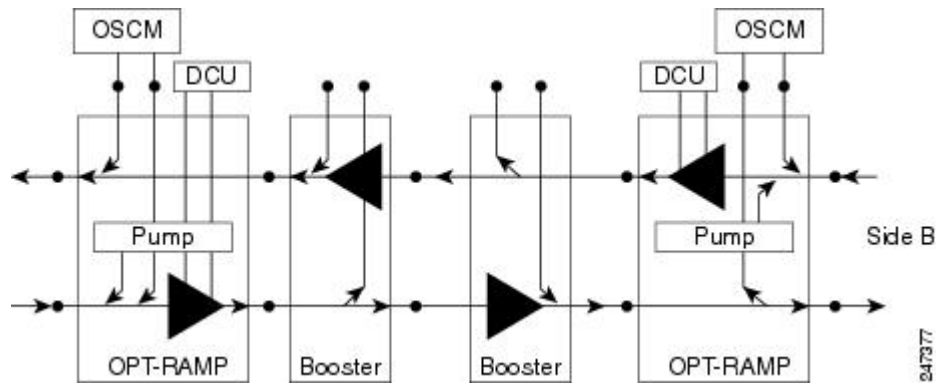 OSCM
OSCM
DCU
DCU
Pump
Pump
Side B
OPT-RAMP
Booster
Booster
OPT-RAMP
247377